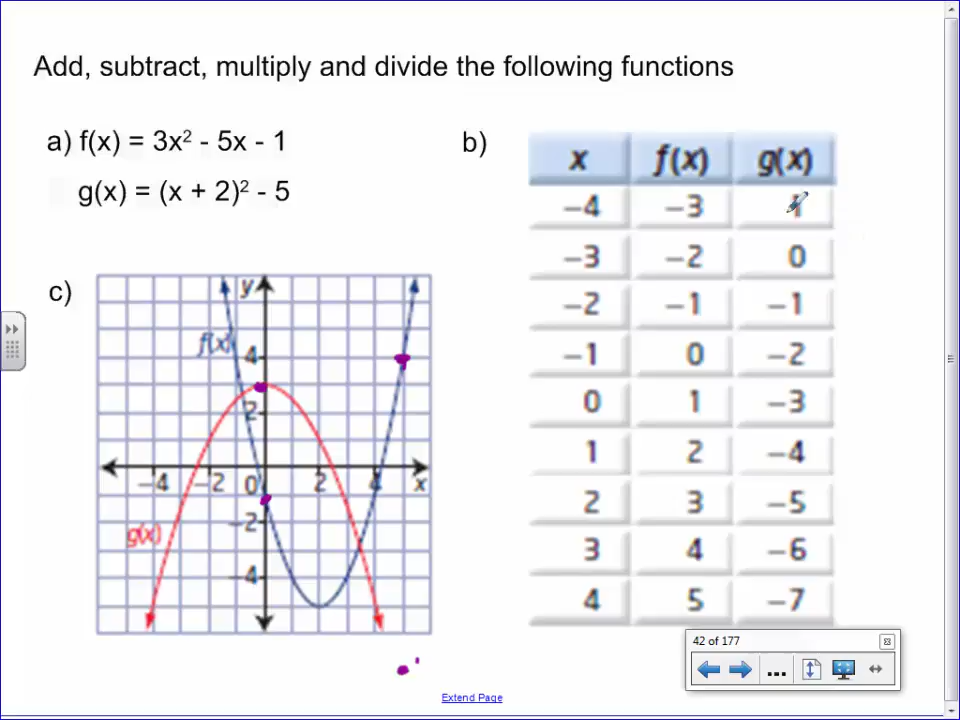 Add, subtract, multiply and divide the following functions
a) f(x) = 3x² - 5x - 1
g(x) = (x + 2)² - 5
b)
x f(x) g(x)
−4 −3 1
−3 −2 0
−2 −1 −1
−1 0 −2
0 1 −3
1 2 −4
2 3 −5
3 4 −6
4 5 −7
c)
y
f(x) 4
2
−4 −2 0 2 4 x
−2
g(x)
−4
42 of 177
...
Extend Page